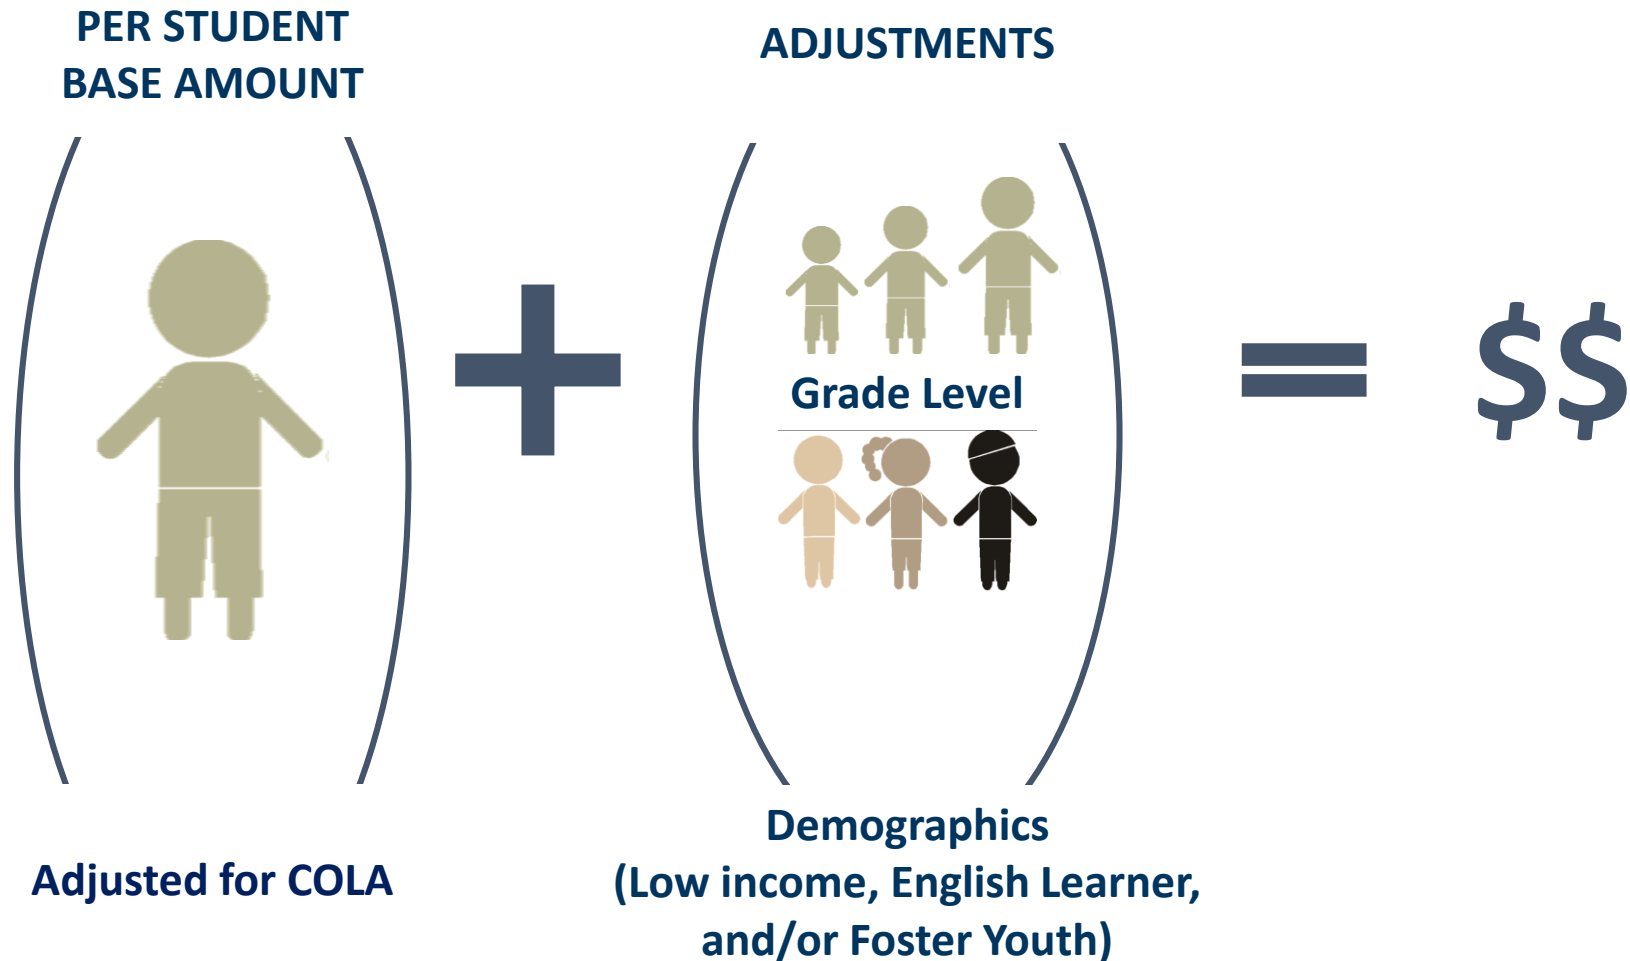 PER STUDENT
BASE AMOUNT
ADJUSTMENTS
Grade Level
$$
Adjusted for COLA
Demographics
(Low income, English Learner,
and/or Foster Youth)